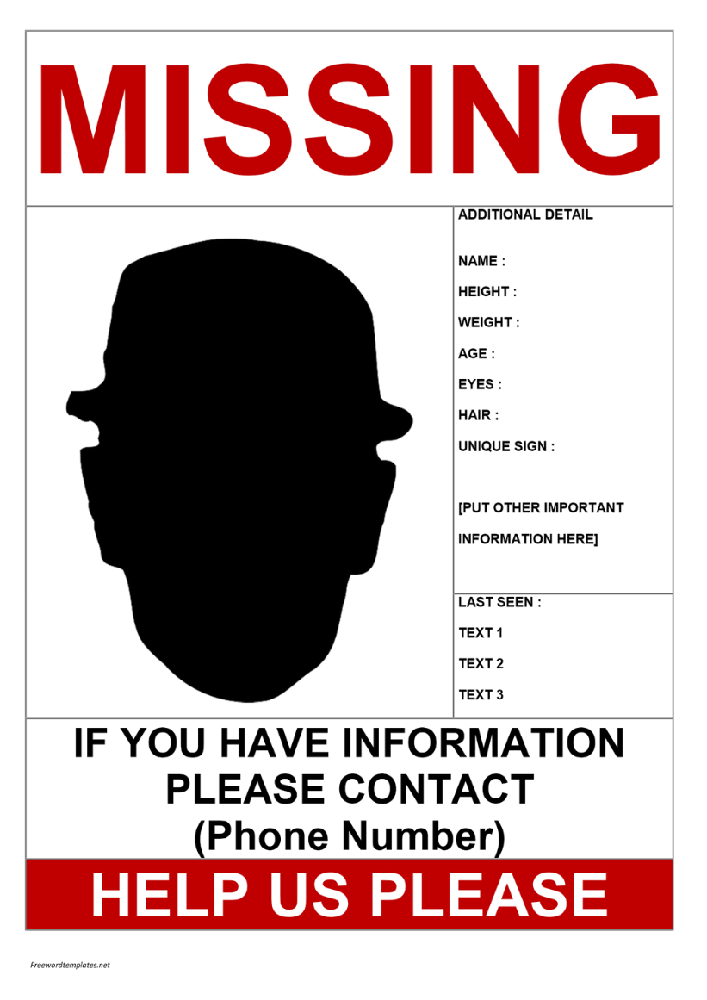 MISSING
ADDITIONAL DETAIL
NAME :
HEIGHT :
WEIGHT :
AGE :
EYES :
HAIR :
UNIQUE SIGN :
[PUT OTHER IMPORTANT
INFORMATION HERE]
LAST SEEN :
TEXT 1
TEXT 2
TEXT 3
IF YOU HAVE INFORMATION
PLEASE CONTACT
(Phone Number)
HELP US PLEASE
Freewordtemplates.net